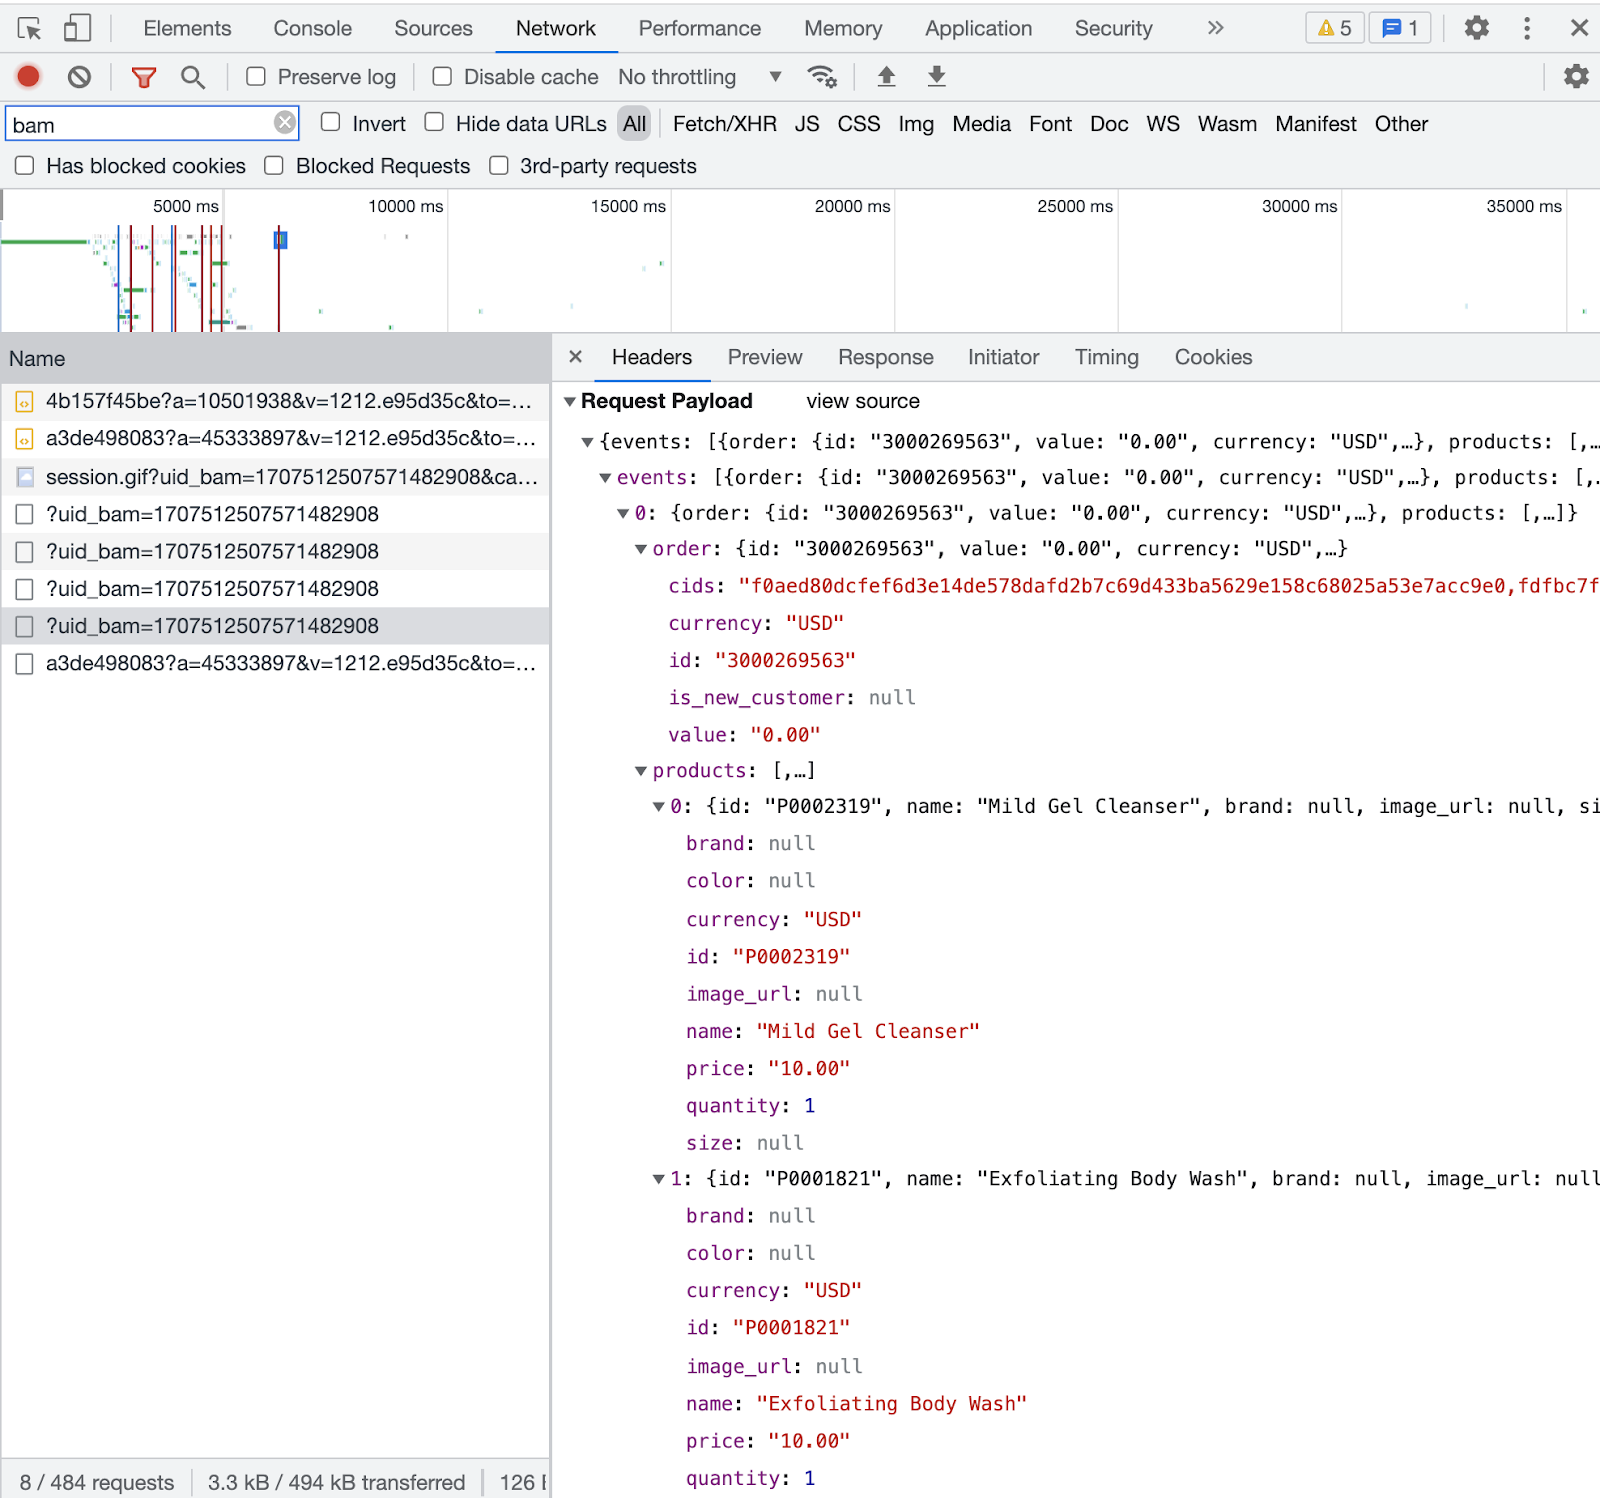 Elements Console Sources Network Performance Memory Application Security » 5 1
Preserve log Disable cache No throttling
bam Invert Hide data URLs All Fetch/XHR JS CSS Img Media Font Doc WS Wasm Manifest Other
Has blocked cookies Blocked Requests 3rd-party requests
5000 ms 10000 ms 15000 ms 20000 ms 25000 ms 30000 ms 35000 ms
Name
4b157f45be?a=10501938&v=1212.e95d35c&to=...
a3de498083?a=45333897&v=1212.e95d35c&to=...
session.gif?uid_bam=1707512507571482908&ca...
?uid_bam=1707512507571482908
?uid_bam=1707512507571482908
?uid_bam=1707512507571482908
?uid_bam=1707512507571482908
a3de498083?a=45333897&v=1212.e95d35c&to=...
8 / 484 requests 3.3 kB / 494 kB transferred 126
Headers Preview Response Initiator Timing Cookies
Request Payload view source
{events: [{order: {id: "3000269563", value: "0.00", currency: "USD",…}, products: [,…
events: [{order: {id: "3000269563", value: "0.00", currency: "USD",…}, products: [,…
0: {order: {id: "3000269563", value: "0.00", currency: "USD",…}, products: [,…]}
order: {id: "3000269563", value: "0.00", currency: "USD",…}
cids: "f0aed80dcfef6d3e14de578dafd2b7c69d433ba5629e158c68025a53e7acc9e0,fdfbc7f
currency: "USD"
id: "3000269563"
is_new_customer: null
value: "0.00"
products: [,…]
0: {id: "P0002319", name: "Mild Gel Cleanser", brand: null, image_url: null, si
brand: null
color: null
currency: "USD"
id: "P0002319"
image_url: null
name: "Mild Gel Cleanser"
price: "10.00"
quantity: 1
size: null
1: {id: "P0001821", name: "Exfoliating Body Wash", brand: null, image_url: null
brand: null
color: null
currency: "USD"
id: "P0001821"
image_url: null
name: "Exfoliating Body Wash"
price: "10.00"
quantity: 1